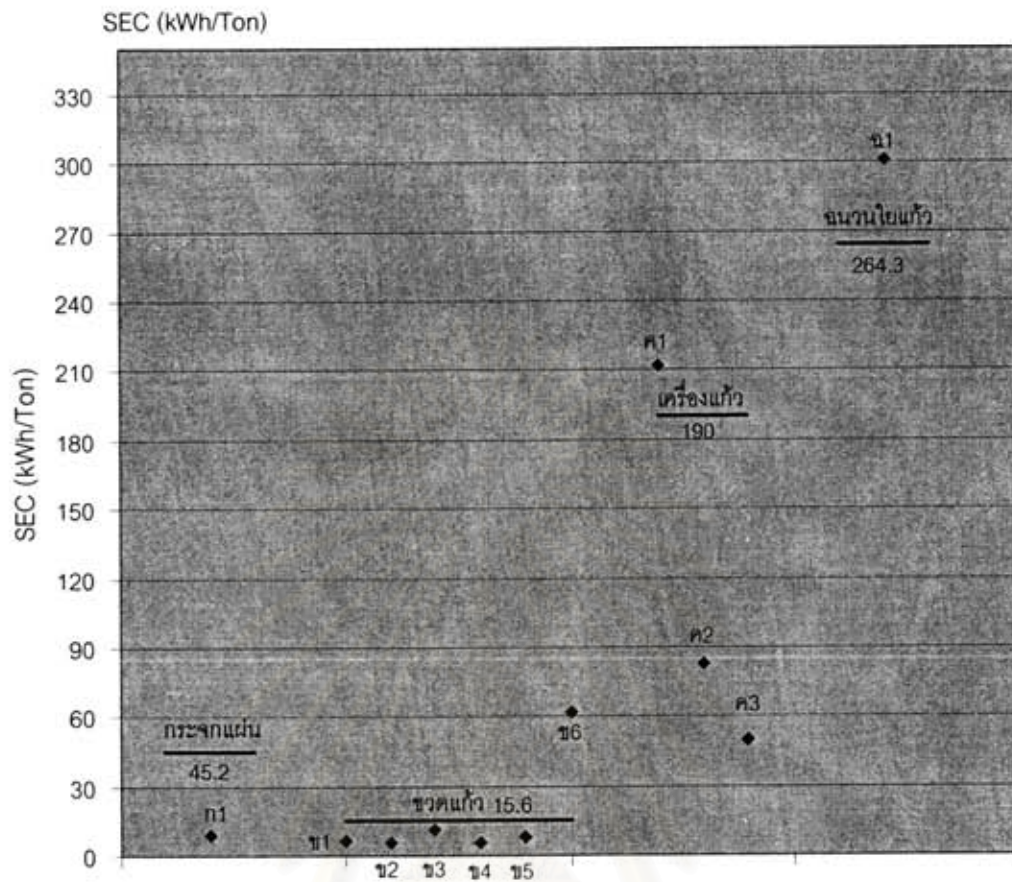 SEC (kWh/Ton)
SEC (kWh/Ton)
330
300
270
240
210
180
150
120
90
60
30
0
ฉ1
ฉนวนใยแก้ว
264.3
ค1
เครื่องแก้ว
190
ค2
ค3
ข6
กระจกแผ่น
45.2
ก1
ขวดแก้ว 15.6
ข1
ข2
ข3
ข4
ข5